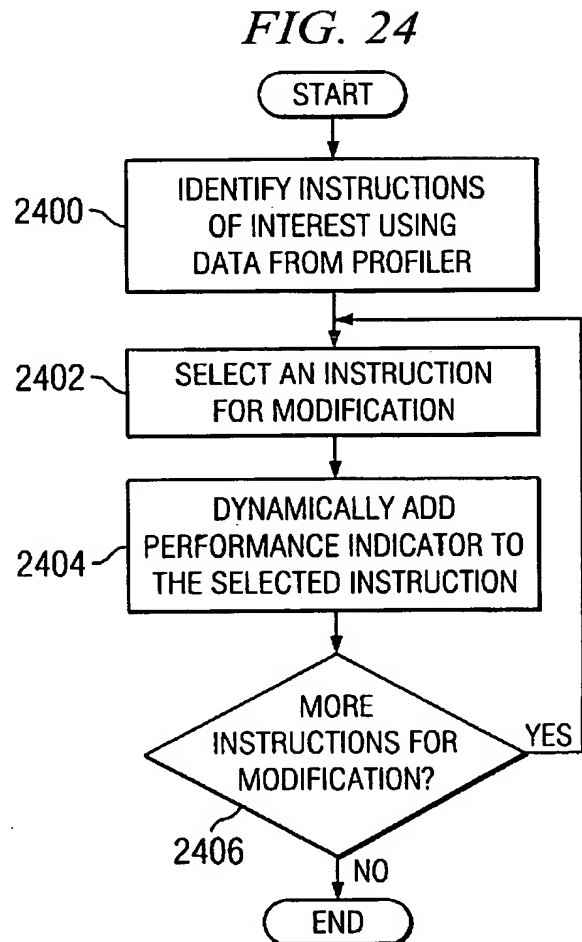 FIG. 24
START
2400
IDENTIFY INSTRUCTIONS
OF INTEREST USING
DATA FROM PROFILER
2402
SELECT AN INSTRUCTION
FOR MODIFICATION
2404
DYNAMICALLY ADD
PERFORMANCE INDICATOR TO
THE SELECTED INSTRUCTION
MORE
INSTRUCTIONS FOR
MODIFICATION?
YES
2406
NO
END